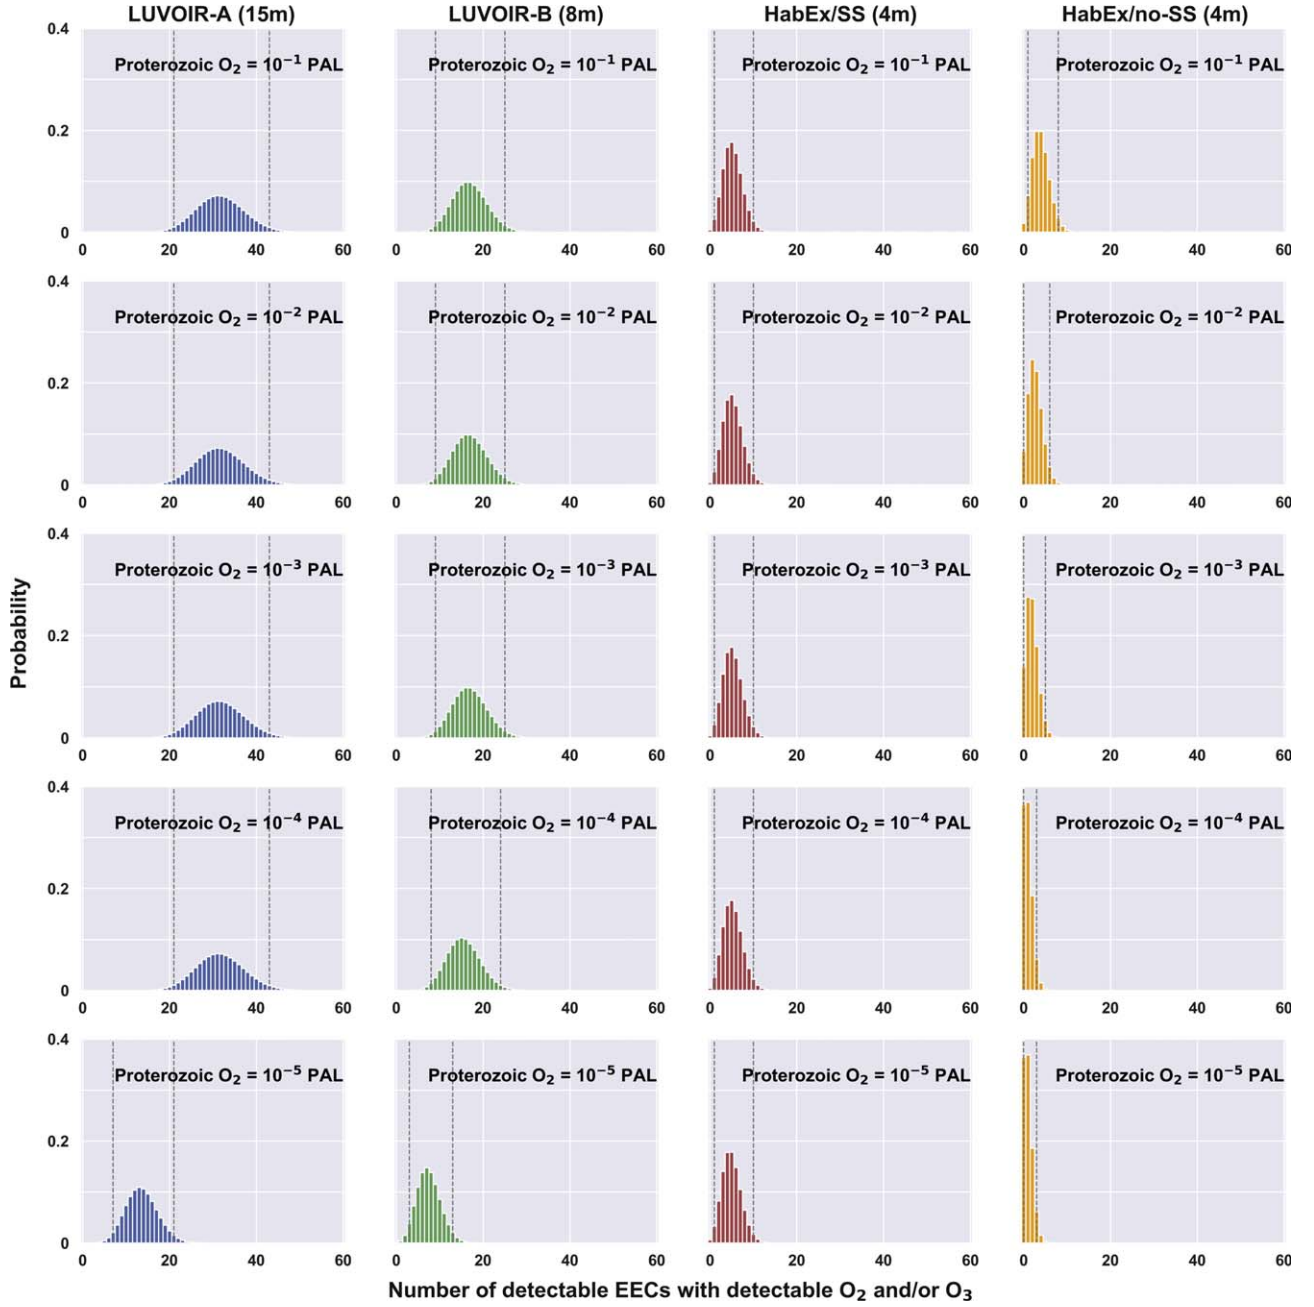 LUVOIR-A (15m) LUVOIR-B (8m) HabEx/SS (4m) HabEx/no-SS (4m)
0.4
Proterozoic O₂ = 10⁻¹ PAL Proterozoic O₂ = 10⁻¹ PAL Proterozoic O₂ = 10⁻¹ PAL Proterozoic O₂ = 10⁻¹ PAL
0.2
0
0 20 40 60 0 20 40 60 0 20 40 60 0 20 40 60
0.4
Proterozoic O₂ = 10⁻² PAL Proterozoic O₂ = 10⁻² PAL Proterozoic O₂ = 10⁻² PAL Proterozoic O₂ = 10⁻² PAL
0.2
0
0 20 40 60 0 20 40 60 0 20 40 60 0 20 40 60
0.4
Proterozoic O₂ = 10⁻³ PAL Proterozoic O₂ = 10⁻³ PAL Proterozoic O₂ = 10⁻³ PAL Proterozoic O₂ = 10⁻³ PAL
0.2
0
0 20 40 60 0 20 40 60 0 20 40 60 0 20 40 60
Probability
0.4
Proterozoic O₂ = 10⁻⁴ PAL Proterozoic O₂ = 10⁻⁴ PAL Proterozoic O₂ = 10⁻⁴ PAL Proterozoic O₂ = 10⁻⁴ PAL
0.2
0
0 20 40 60 0 20 40 60 0 20 40 60 0 20 40 60
0.4
Proterozoic O₂ = 10⁻⁵ PAL Proterozoic O₂ = 10⁻⁵ PAL Proterozoic O₂ = 10⁻⁵ PAL Proterozoic O₂ = 10⁻⁵ PAL
0.2
0
0 20 40 60 0 20 40 60 0 20 40 60 0 20 40 60
Number of detectable EECs with detectable O₂ and/or O₃